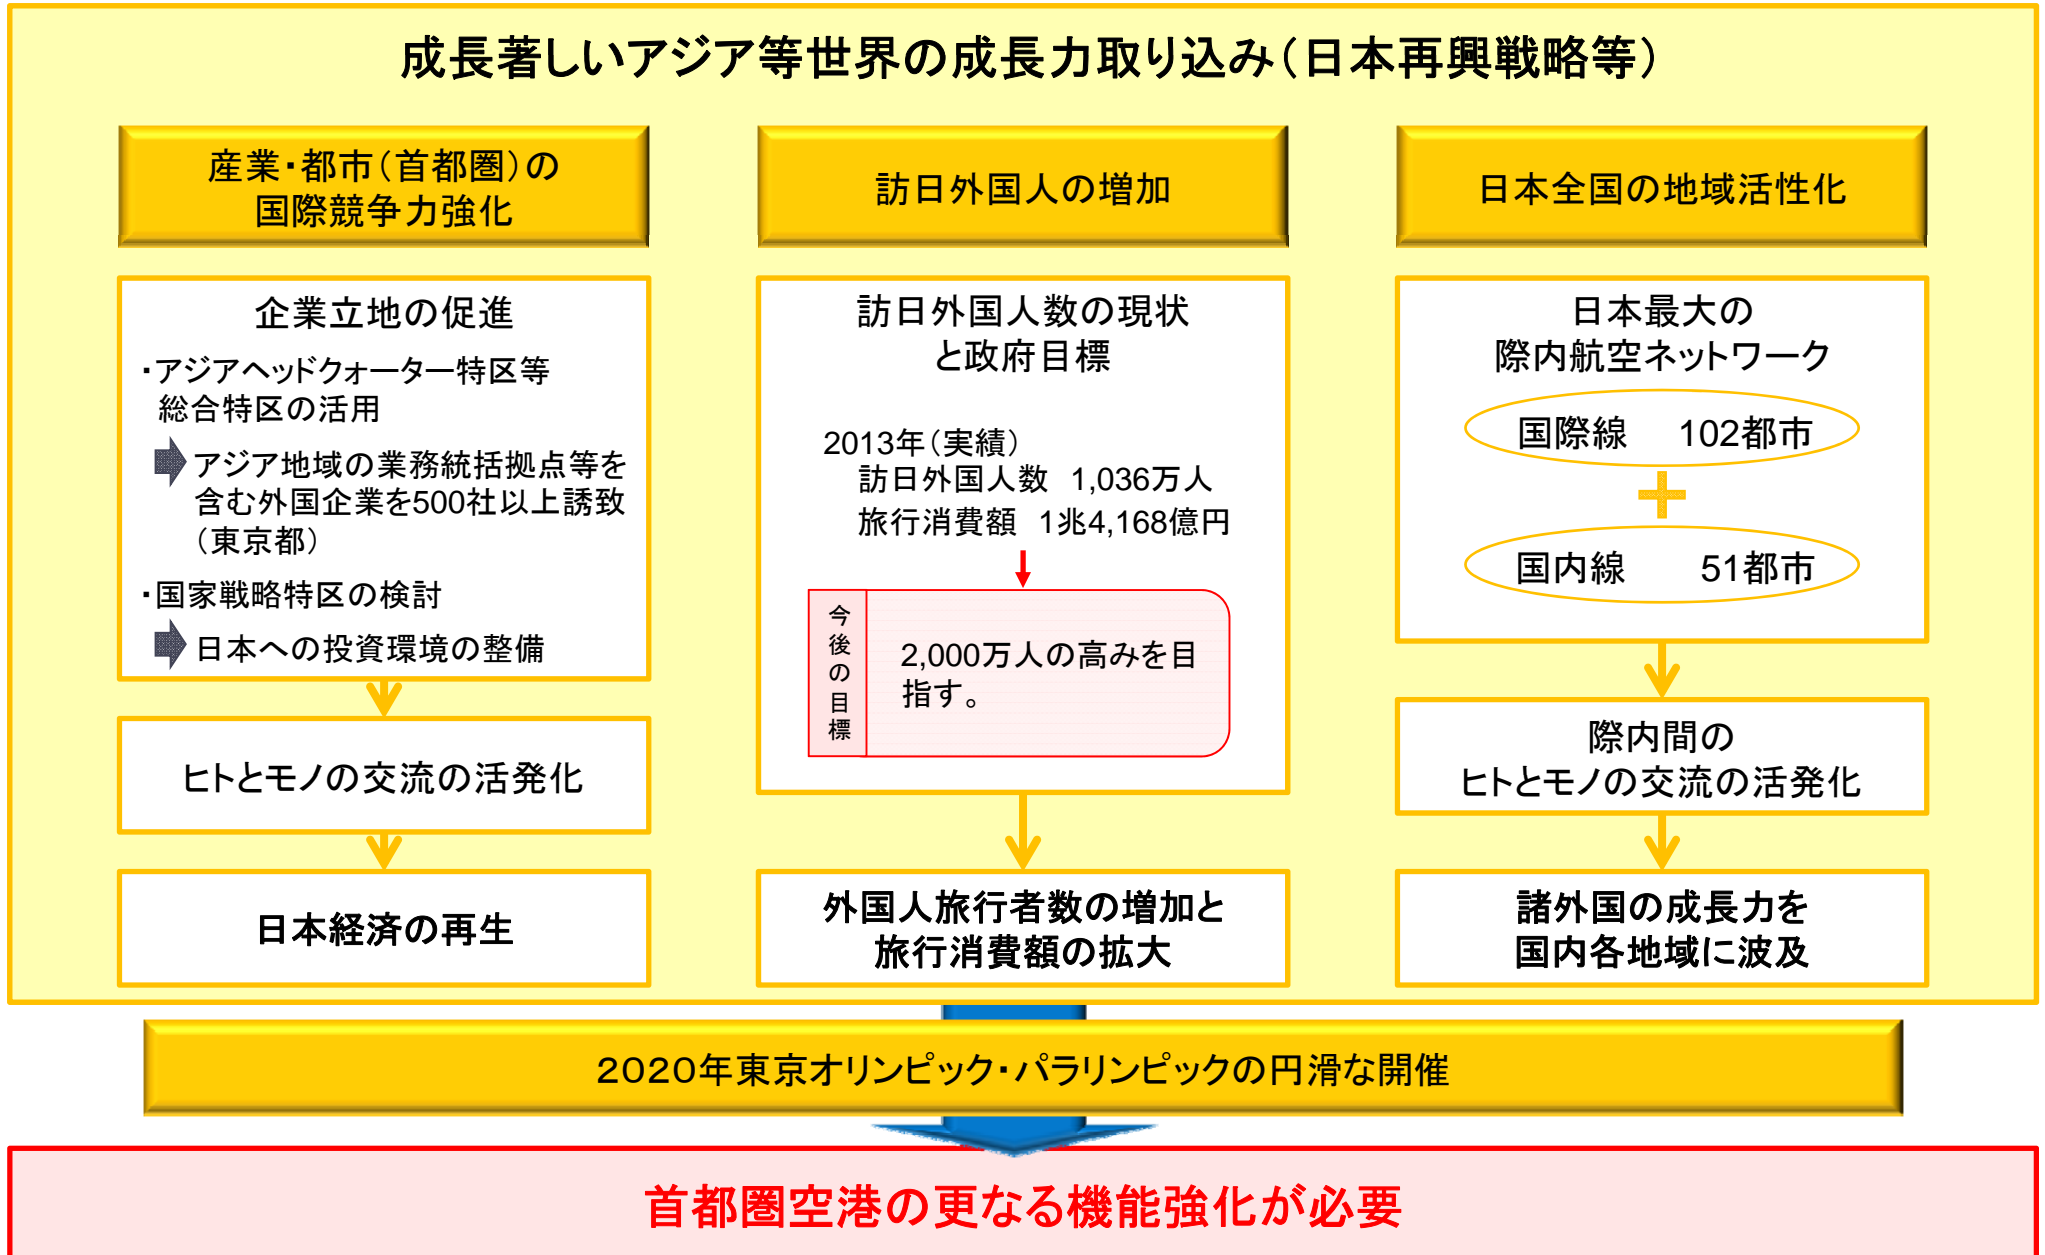 成長著しいアジア等世界の成長力取り込み（日本再興戦略等）
産業・都市（首都圏）の
国際競争力強化
企業立地の促進
・アジアヘッドクォーター特区等
総合特区の活用
アジア地域の業務統括拠点等を
含む外国企業を500社以上誘致
（東京都）
・国家戦略特区の検討
日本への投資環境の整備
ヒトとモノの交流の活発化
日本経済の再生
訪日外国人の増加
訪日外国人数の現状
と政府目標
2013年（実績）
訪日外国人数　1,036万人
旅行消費額　1兆4,168億円
今後の目標
2,000万人の高みを目
指す。
外国人旅行者数の増加と
旅行消費額の拡大
日本全国の地域活性化
日本最大の
際内航空ネットワーク
国際線　102都市
国内線　51都市
際内間の
ヒトとモノの交流の活発化
諸外国の成長力を
国内各地域に波及
２０２０年東京オリンピック・パラリンピックの円滑な開催
首都圏空港の更なる機能強化が必要